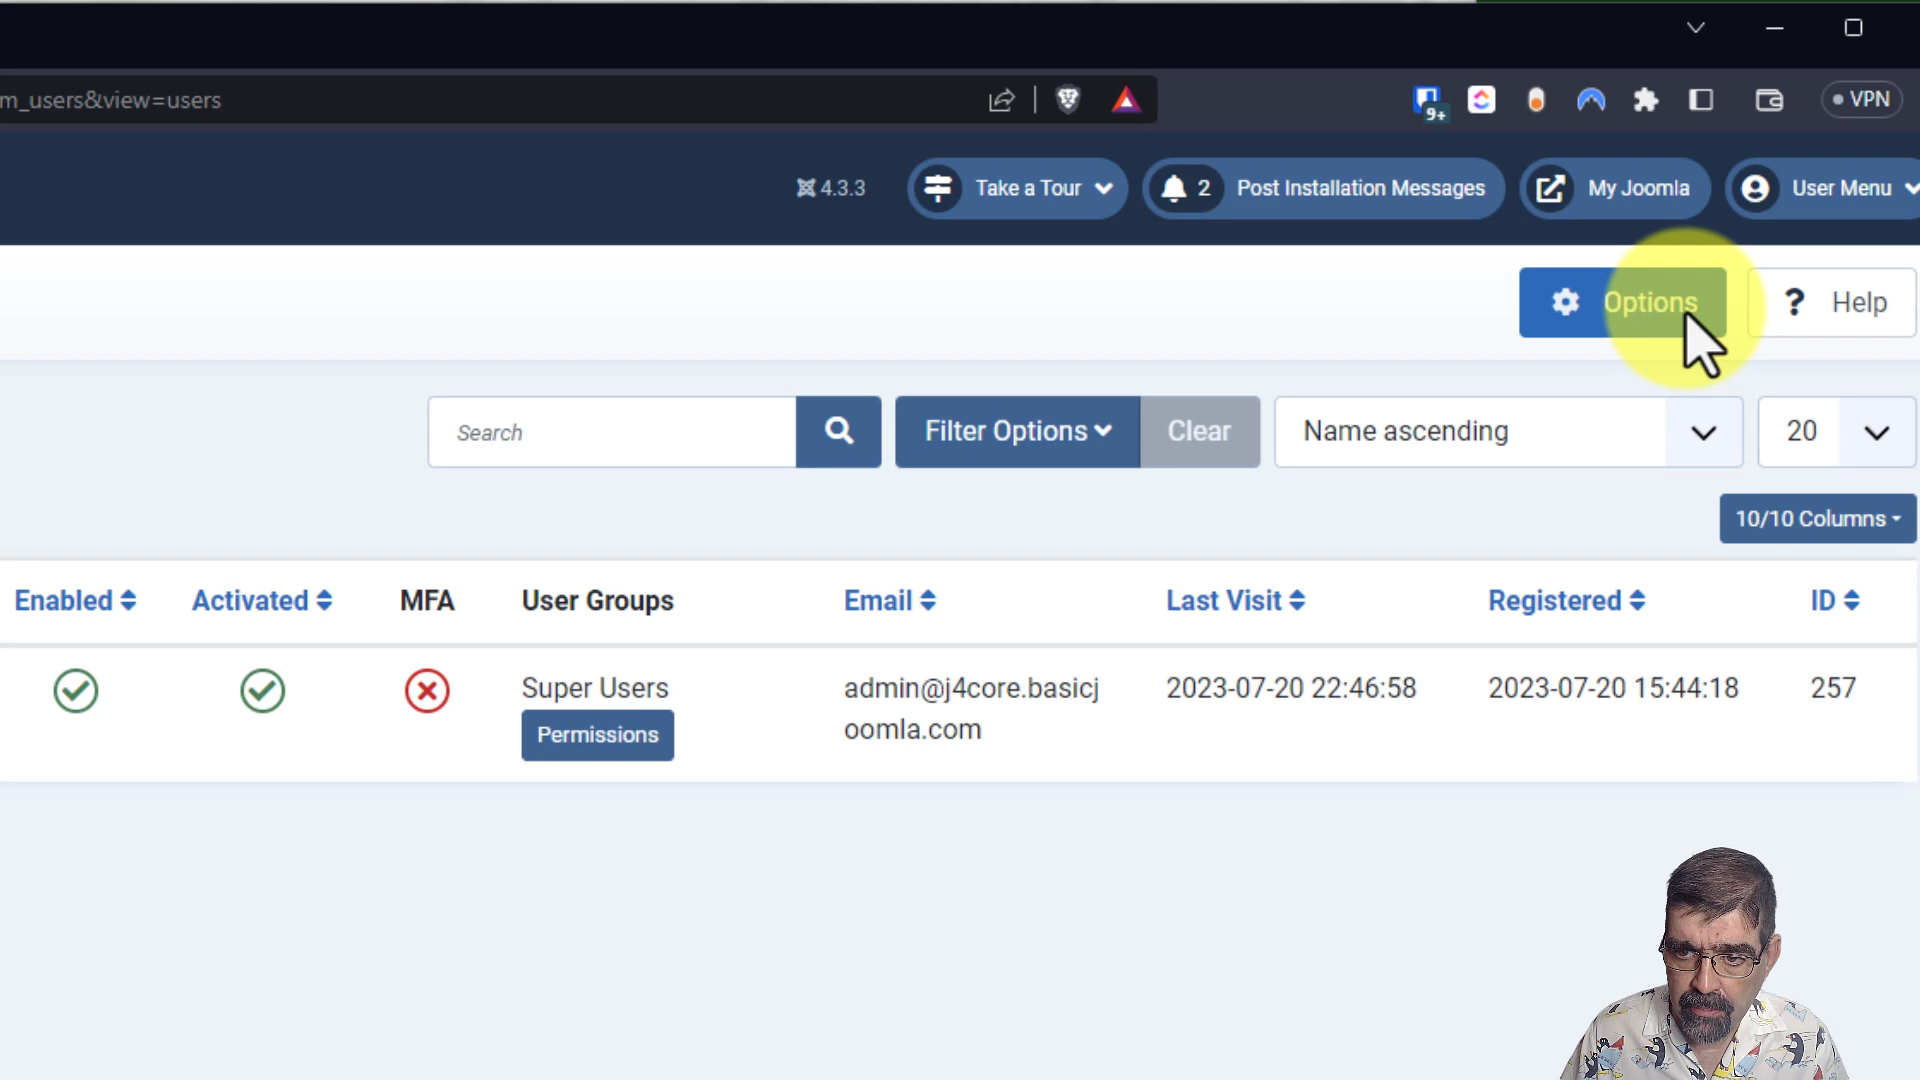 m_users&view=users
9+
VPN
4.3.3
Take a Tour
2
Post Installation Messages
My Joomla
User Menu
Options
? Help
Search
Filter Options
Clear
Name ascending
20
10/10 Columns
Enabled
Activated
MFA
User Groups
Email
Last Visit
Registered
ID
Super Users
Permissions
admin@j4core.basicj
oomla.com
2023-07-20 22:46:58
2023-07-20 15:44:18
257